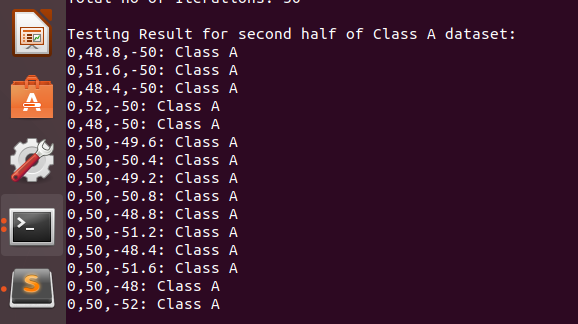 Total no of iterations: 50
Testing Result for second half of Class A dataset:
0,48.8,-50: Class A
0,51.6,-50: Class A
0,48.4,-50: Class A
0,52,-50: Class A
0,48,-50: Class A
0,50,-49.6: Class A
0,50,-50.4: Class A
0,50,-49.2: Class A
0,50,-50.8: Class A
0,50,-48.8: Class A
0,50,-51.2: Class A
0,50,-48.4: Class A
0,50,-51.6: Class A
0,50,-48: Class A
0,50,-52: Class A